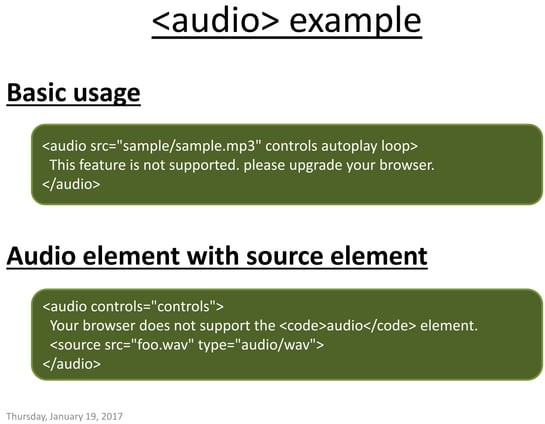 <audio> example
Basic usage
<audio src="sample/sample.mp3" controls autoplay loop>
This feature is not supported. please upgrade your browser.
</audio>
Audio element with source element
<audio controls="controls">
Your browser does not support the <code>audio</code> element.
<source src="foo.wav" type="audio/wav">
</audio>
Thursday, January 19, 2017